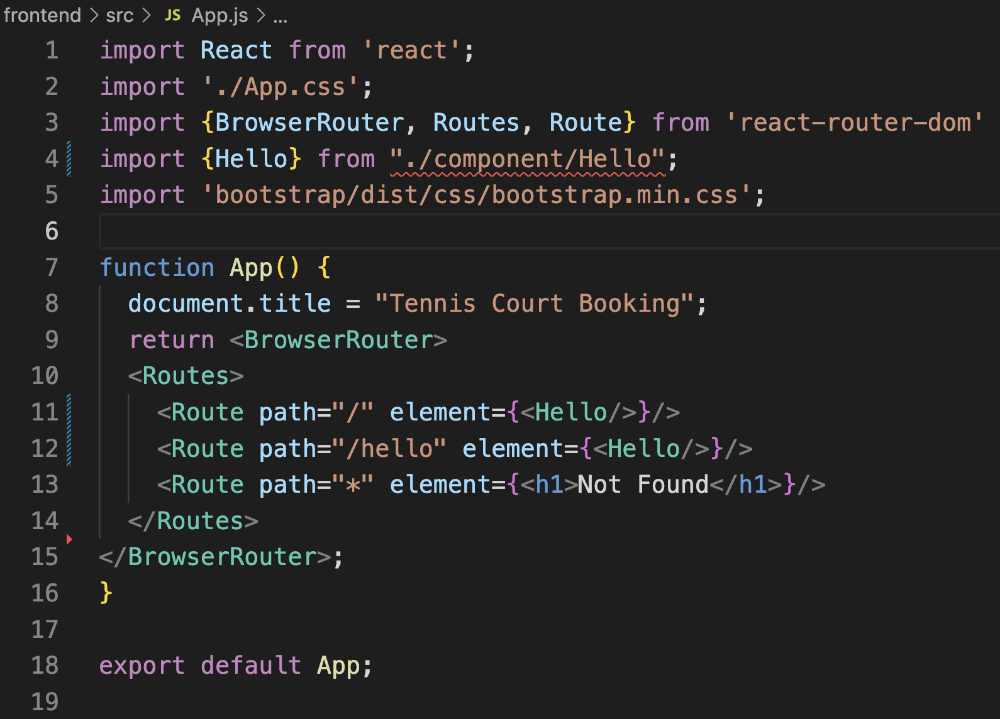 frontend > src > JS App.js > ...
1 import React from 'react';
2 import './App.css';
3 import {BrowserRouter, Routes, Route} from 'react-router-dom'
4 import {Hello} from "./component/Hello";
5 import 'bootstrap/dist/css/bootstrap.min.css';
6
7 function App() {
8   document.title = "Tennis Court Booking";
9   return <BrowserRouter>
10   <Routes>
11     <Route path="/" element={<Hello/>}/>
12     <Route path="/hello" element={<Hello/>}/>
13     <Route path="*" element={<h1>Not Found</h1>}/>
14   </Routes>
15 </BrowserRouter>;
16 }
17
18 export default App;
19